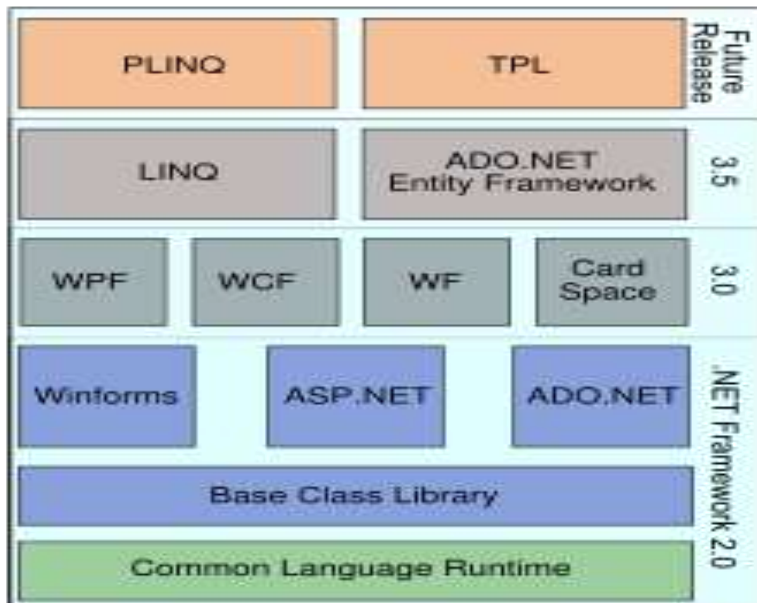 PLINQ
TPL
Future
Release
LINQ
ADO.NET
Entity Framework
3.5
WPF
WCF
WF
Card
Space
3.0
Winforms
ASP.NET
ADO.NET
Base Class Library
Common Language Runtime
.NET Framework 2.0